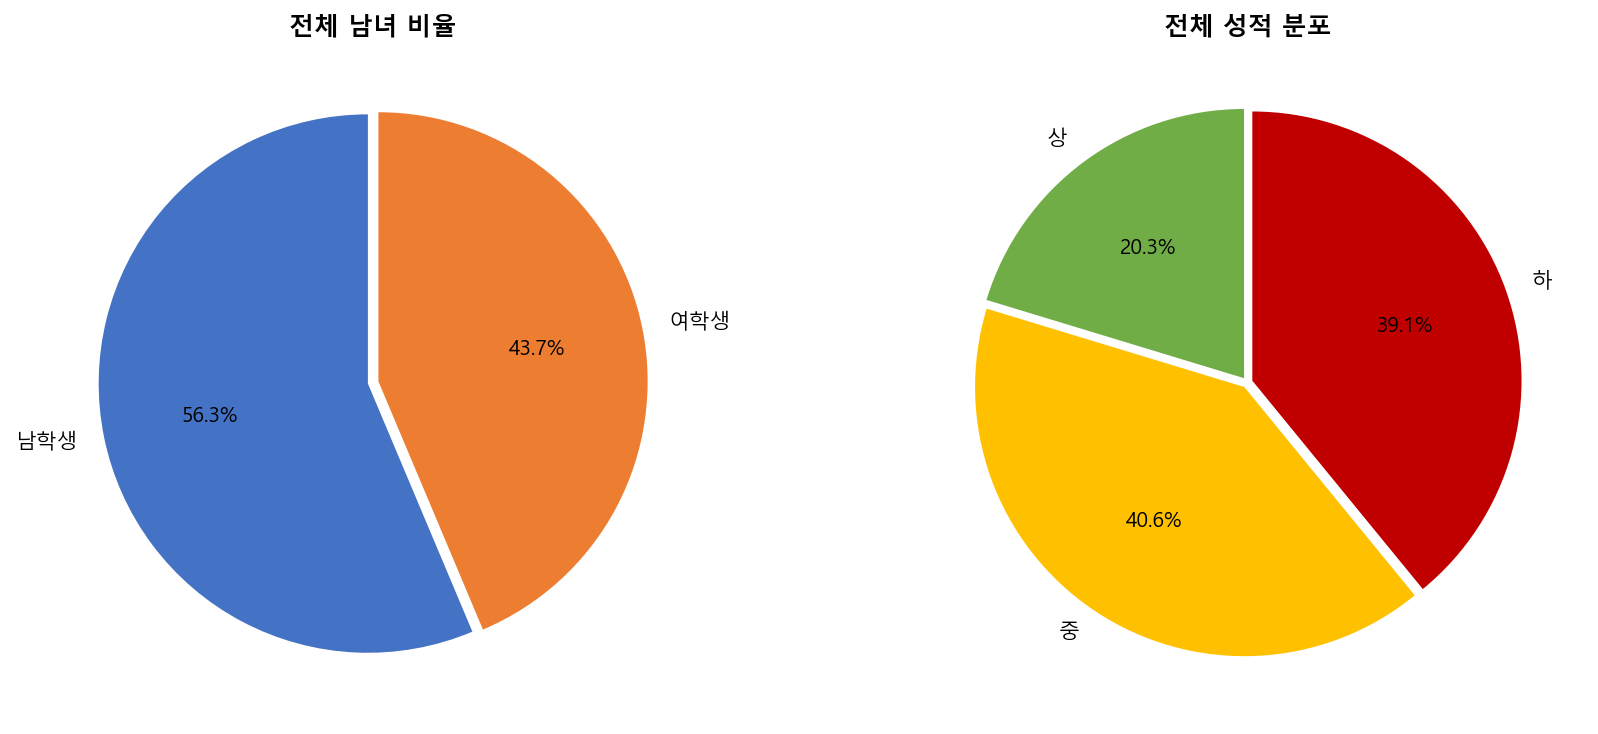 전체 남녀 비율
남학생
56.3%
43.7%
여학생
전체 성적 분포
상
20.3%
하
39.1%
40.6%
중